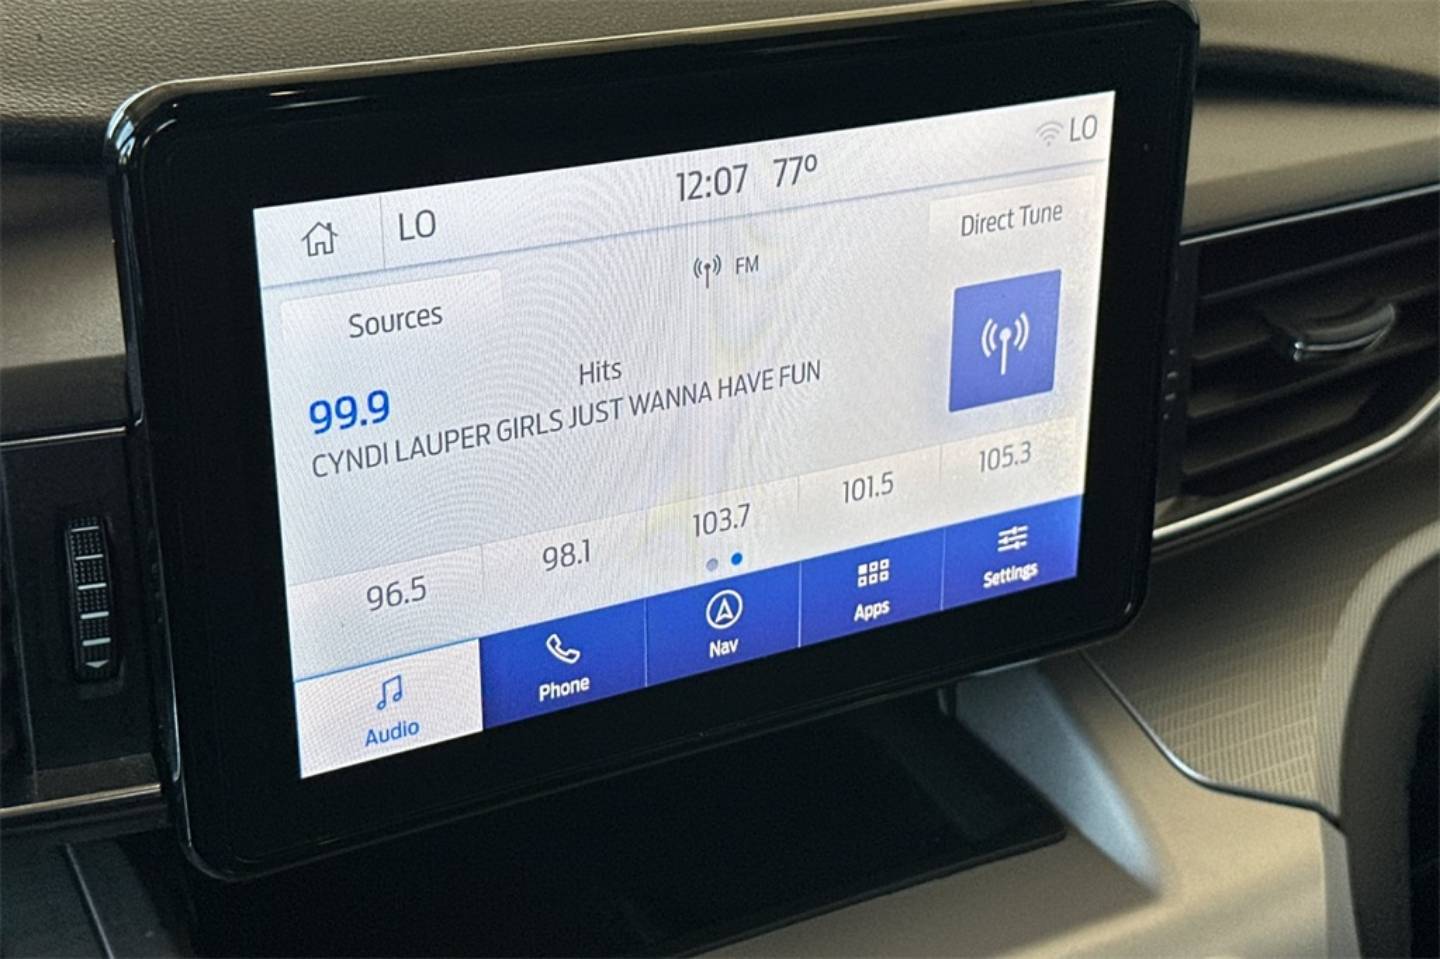 LO 12:07 77° LO
FM
Sources
Direct Tune
Hits
99.9
CYNDI LAUPER GIRLS JUST WANNA HAVE FUN
96.5 98.1 103.7 101.5 105.3
Audio Phone Nav Apps Settings